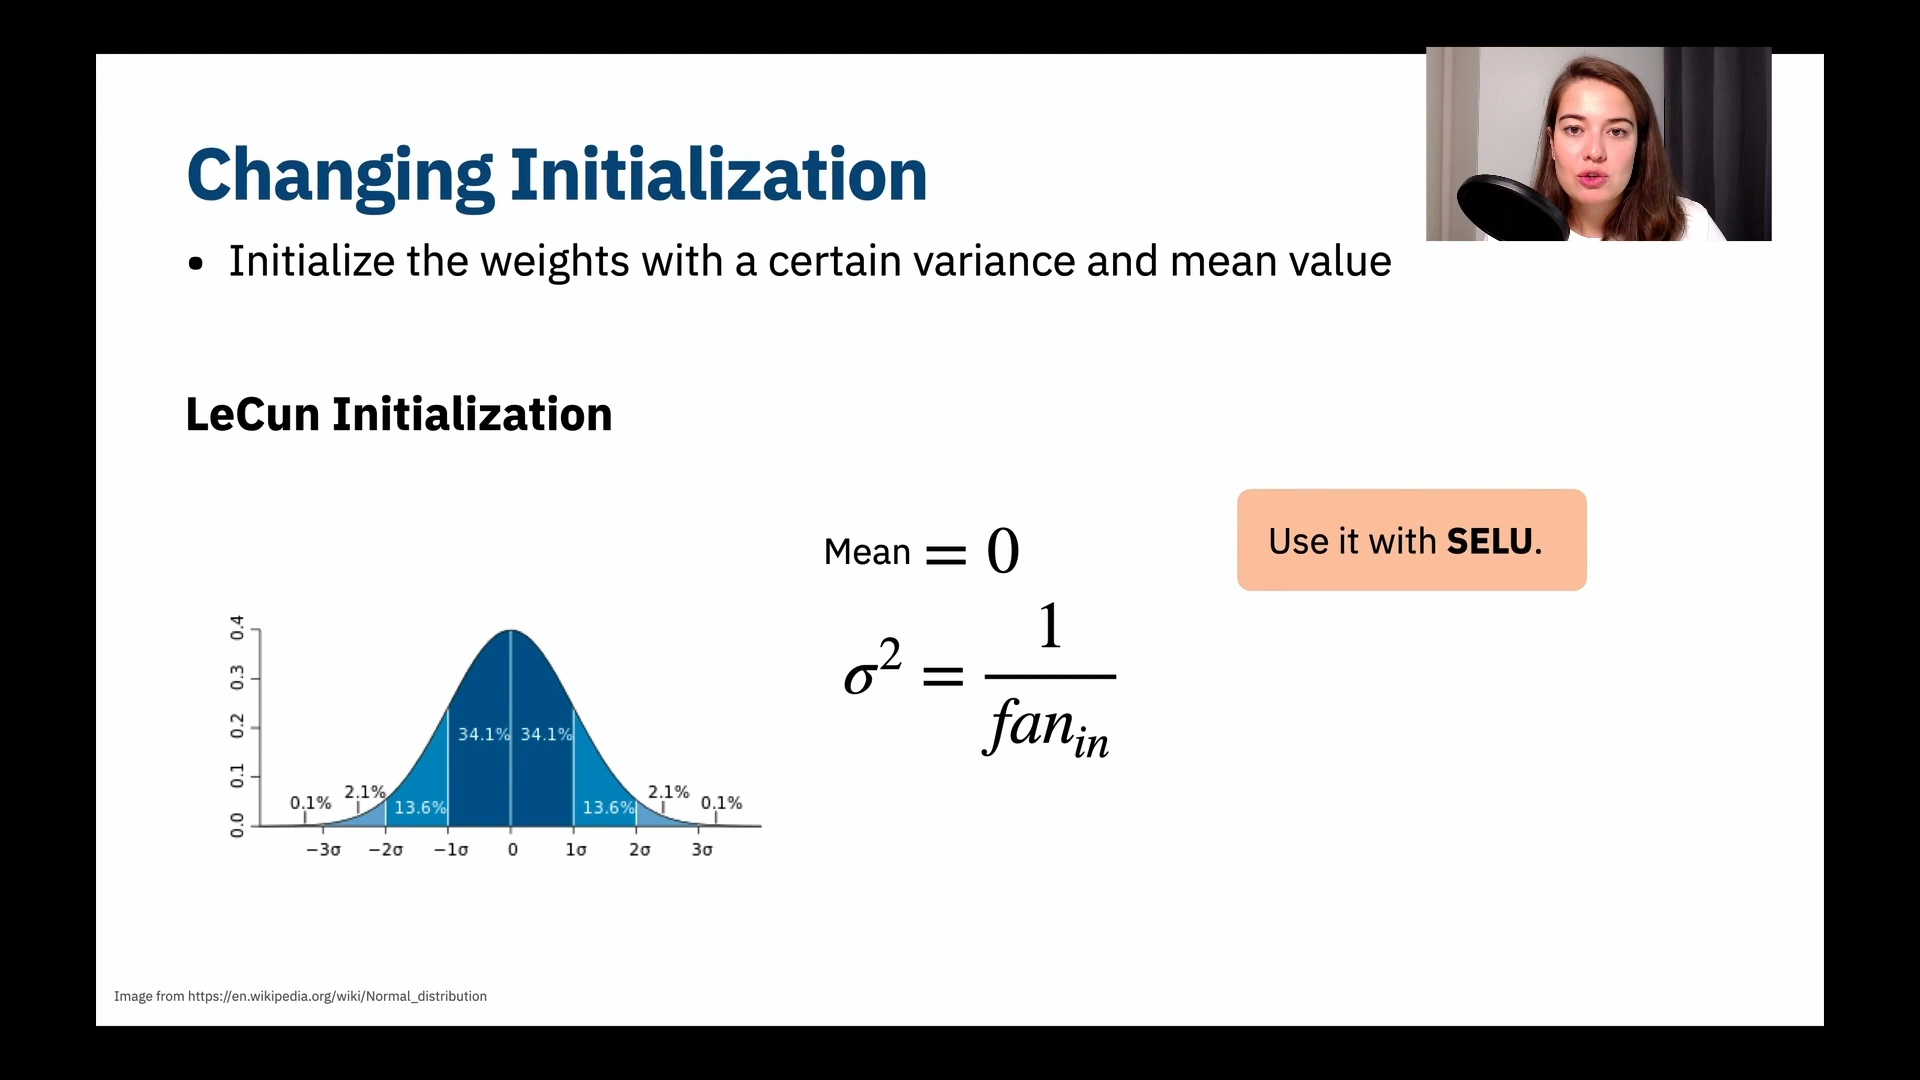 Changing Initialization
• Initialize the weights with a certain variance and mean value
LeCun Initialization
Mean = 0
Use it with SELU.
σ² = 1 / fan_in
0.4
0.3
0.2
0.1
0.0
34.1% 34.1%
0.1% 2.1% 13.6% 13.6% 2.1% 0.1%
−3σ −2σ −1σ 0 1σ 2σ 3σ
Image from https://en.wikipedia.org/wiki/Normal_distribution